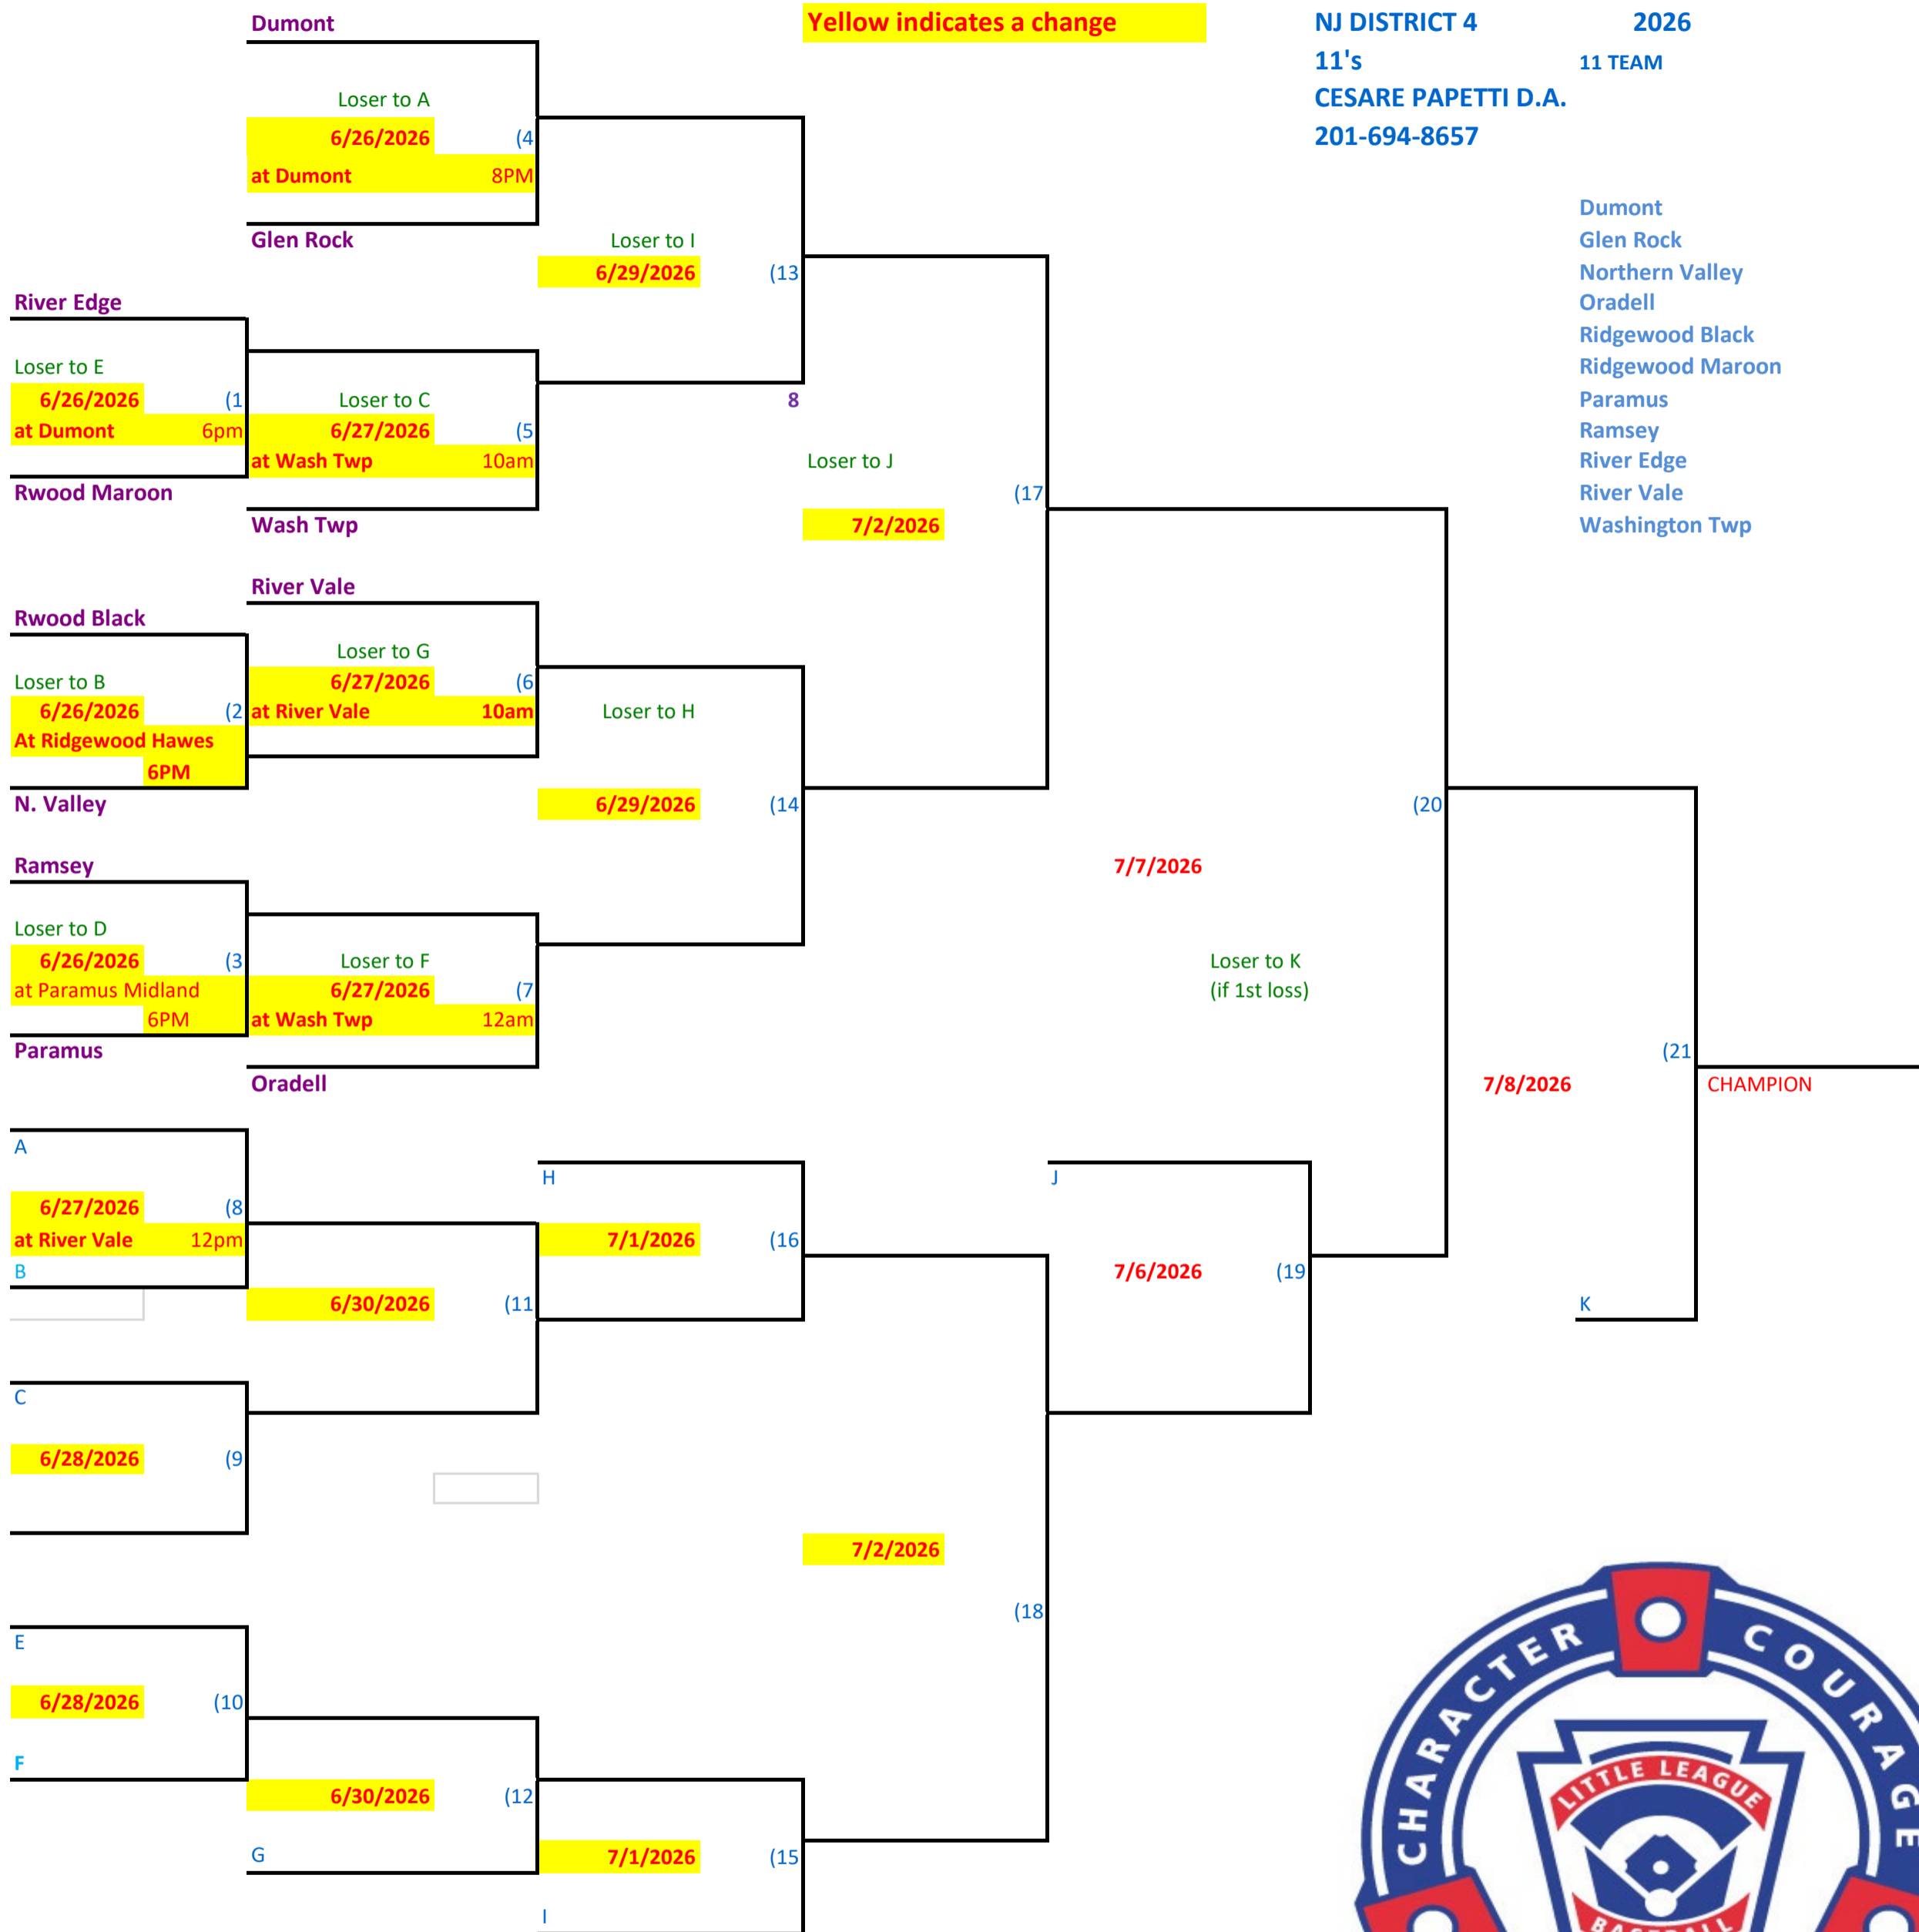 Dumont
Yellow indicates a change
NJ DISTRICT 4 2026
11's 11 TEAM
CESARE PAPETTI D.A.
201-694-8657
Loser to A
6/26/2026 (4
at Dumont 8PM
Glen Rock
Loser to I
6/29/2026 (13
Dumont
Glen Rock
Northern Valley
Oradell
Ridgewood Black
Ridgewood Maroon
Paramus
Ramsey
River Edge
River Vale
Washington Twp
River Edge
Loser to E
6/26/2026 (1
at Dumont 6pm
Rwood Maroon
Loser to C
6/27/2026 (5
at Wash Twp 10am
Wash Twp
8
Loser to J
(17
7/2/2026
River Vale
Rwood Black
Loser to G
6/27/2026 (6
at River Vale 10am
Loser to B
6/26/2026 (2
At Ridgewood Hawes
6PM
N. Valley
Loser to H
6/29/2026 (14
(20
7/7/2026
Ramsey
Loser to D
6/26/2026 (3
at Paramus Midland
6PM
Paramus
Loser to F
6/27/2026 (7
at Wash Twp 12am
Oradell
Loser to K
(if 1st loss)
(21
7/8/2026
CHAMPION
A
6/27/2026 (8
at River Vale 12pm
B
H
7/1/2026 (16
J
7/6/2026 (19
6/30/2026 (11
K
C
6/28/2026 (9
7/2/2026
(18
E
6/28/2026 (10
F
6/30/2026 (12
G
7/1/2026 (15
I
CHARACTER COURAGE
LITTLE LEAGUE
BASEBALL